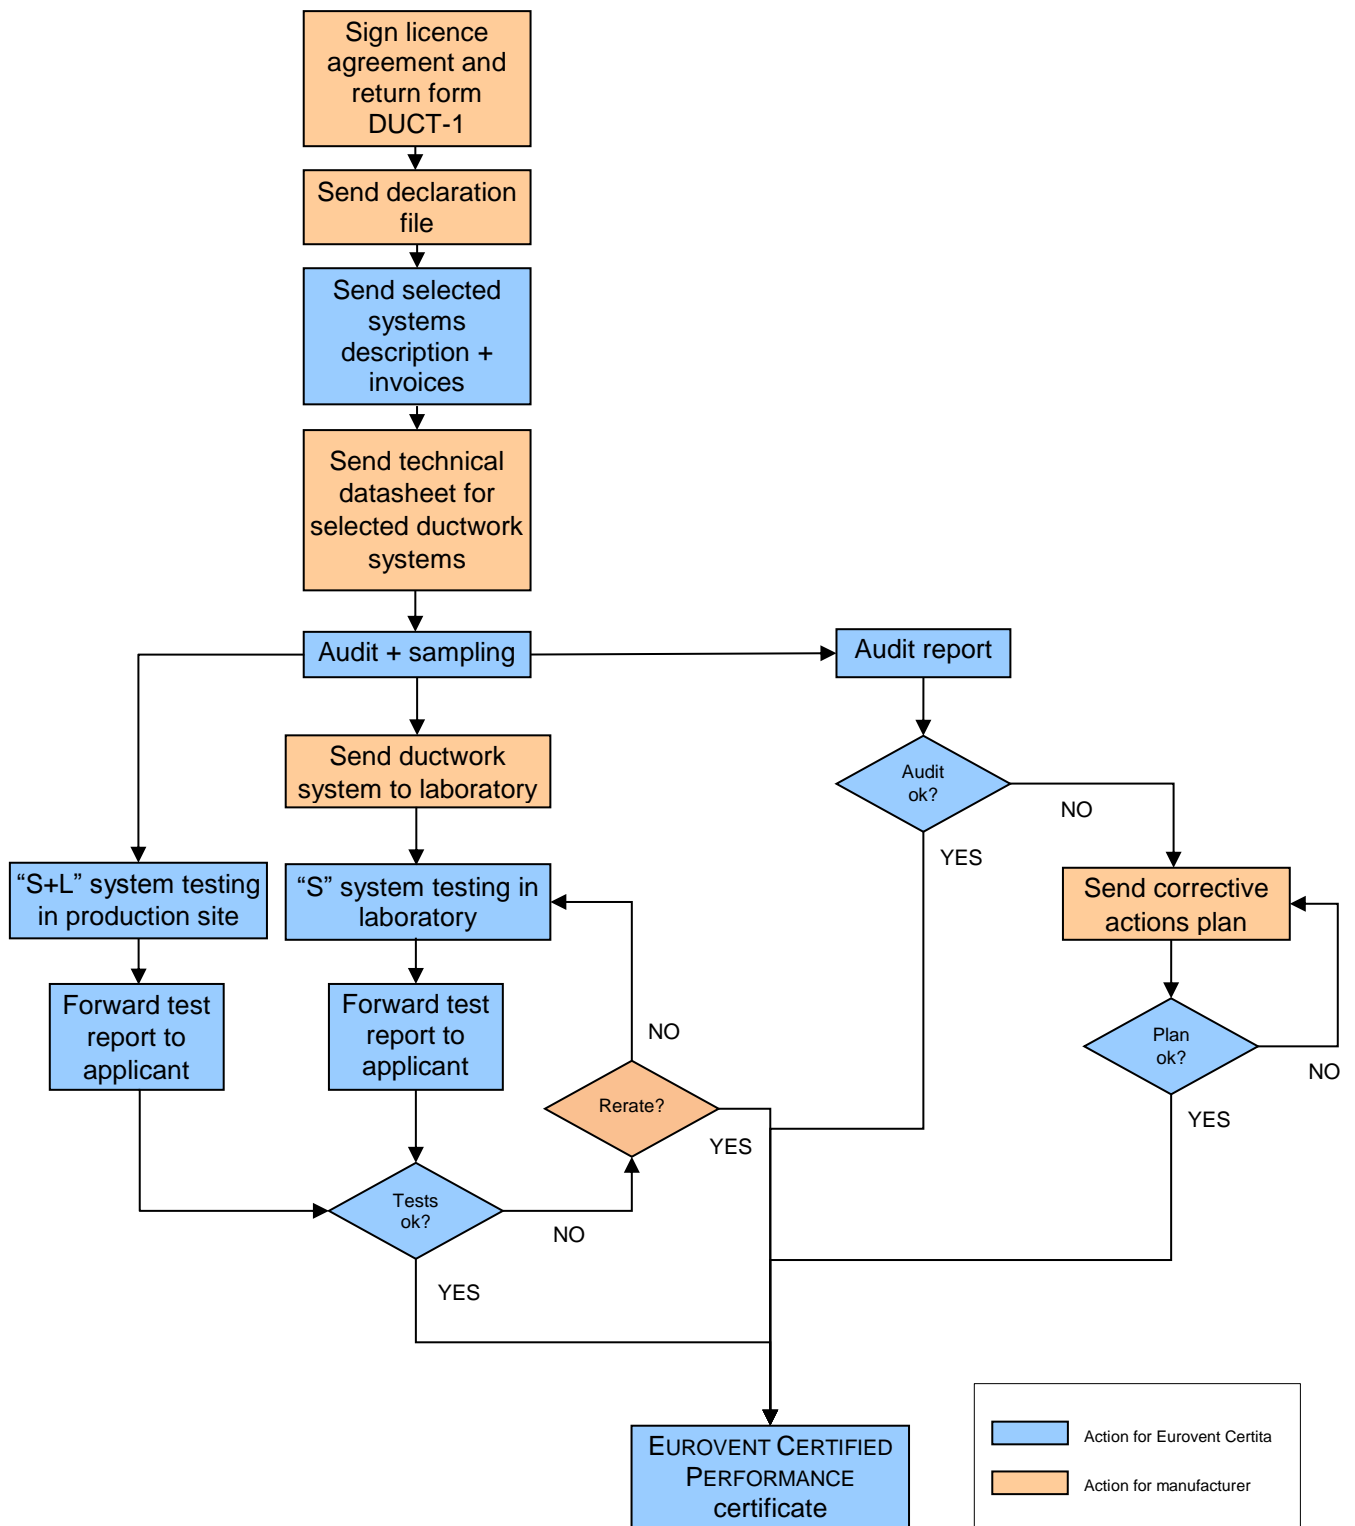 Sign licence
agreement and
return form
DUCT-1
Send declaration
file
Send selected
systems
description +
invoices
Send technical
datasheet for
selected ductwork
systems
Audit + sampling
Audit report
Send ductwork
system to laboratory
Audit
ok?
NO
YES
“S+L” system testing
in production site
“S” system testing in
laboratory
Send corrective
actions plan
Forward test
report to
applicant
Forward test
report to
applicant
NO
Rerate?
YES
Plan
ok?
NO
YES
Tests
ok?
NO
YES
EUROVENT CERTIFIED
PERFORMANCE
certificate
Action for Eurovent Certita
Action for manufacturer